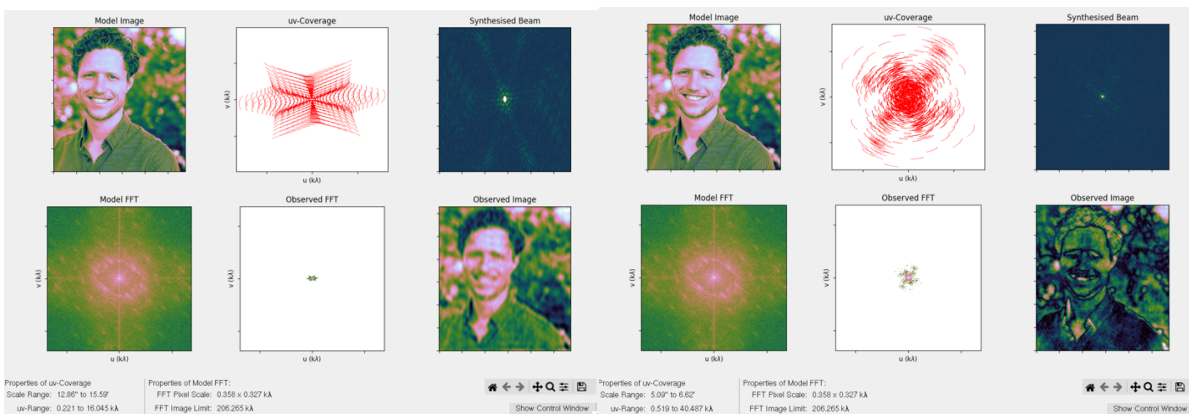 Model Image
uv-Coverage
Synthesised Beam
v (kλ)
u (kλ)
Model FFT
Observed FFT
Observed Image
v (kλ)
v (kλ)
u (kλ)
u (kλ)
Properties of uv-Coverage
Scale Range: 12.86" to 15.59'
uv-Range: 0.221 to 16.045 kλ
Properties of Model FFT:
FFT Pixel Scale: 0.358 x 0.327 kλ
FFT Image Limit: 206.265 kλ
Show Control Window
Model Image
uv-Coverage
Synthesised Beam
v (kλ)
u (kλ)
Model FFT
Observed FFT
Observed Image
v (kλ)
v (kλ)
u (kλ)
u (kλ)
Properties of uv-Coverage
Scale Range: 5.09" to 6.62'
uv-Range: 0.519 to 40.487 kλ
Properties of Model FFT:
FFT Pixel Scale: 0.358 x 0.327 kλ
FFT Image Limit: 206.265 kλ
Show Control Window